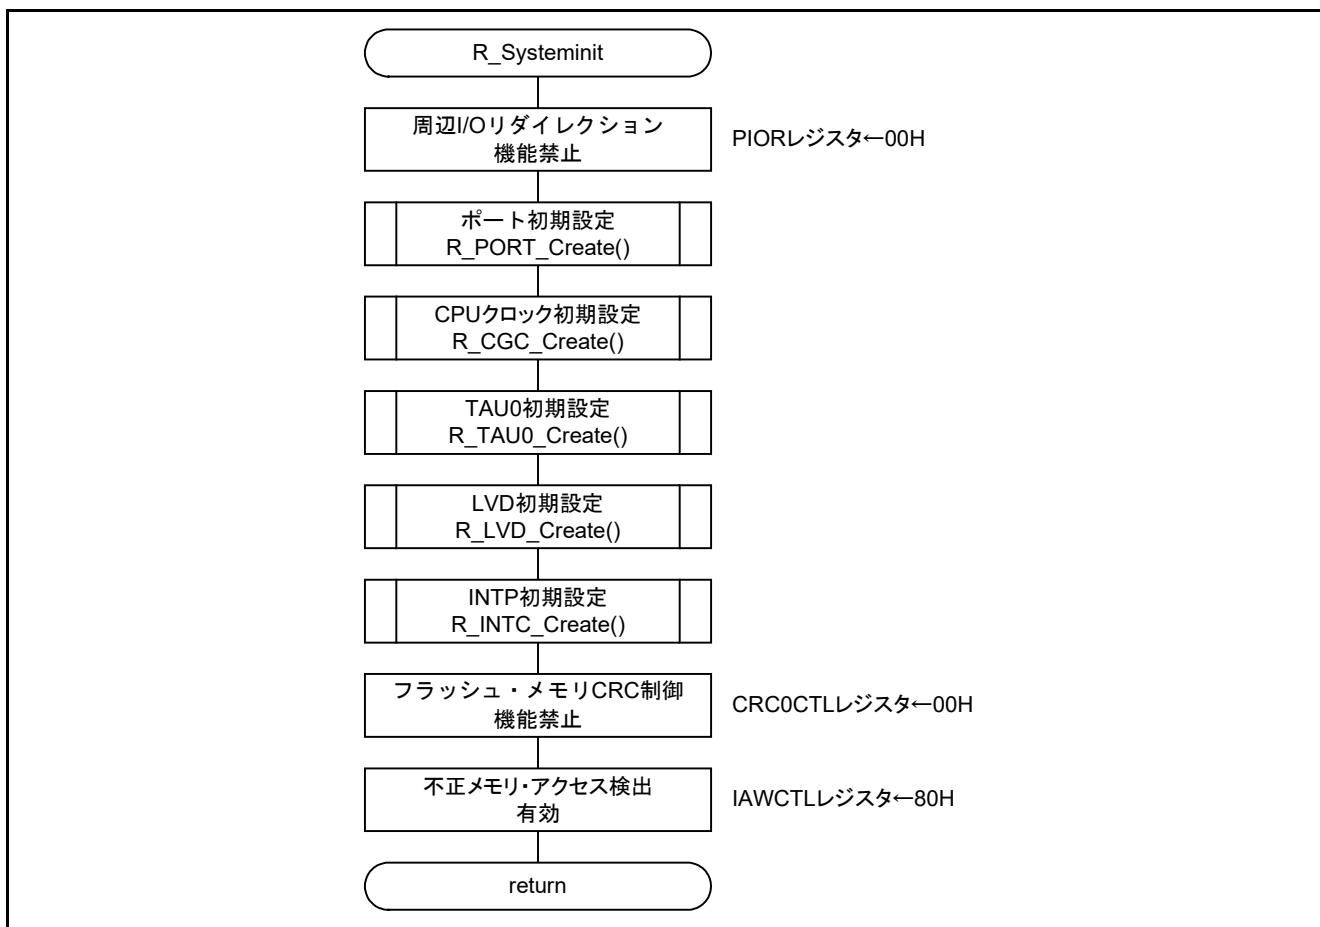 R_Systeminit
周辺I/Oリダイレクション
機能禁止
PIORレジスタ←00H
ポート初期設定
R_PORT_Create()
CPUクロック初期設定
R_CGC_Create()
TAU0初期設定
R_TAU0_Create()
LVD初期設定
R_LVD_Create()
INTP初期設定
R_INTC_Create()
フラッシュ・メモリCRC制御
機能禁止
CRC0CTLレジスタ←00H
不正メモリ・アクセス検出
有効
IAWCTLレジスタ←80H
return